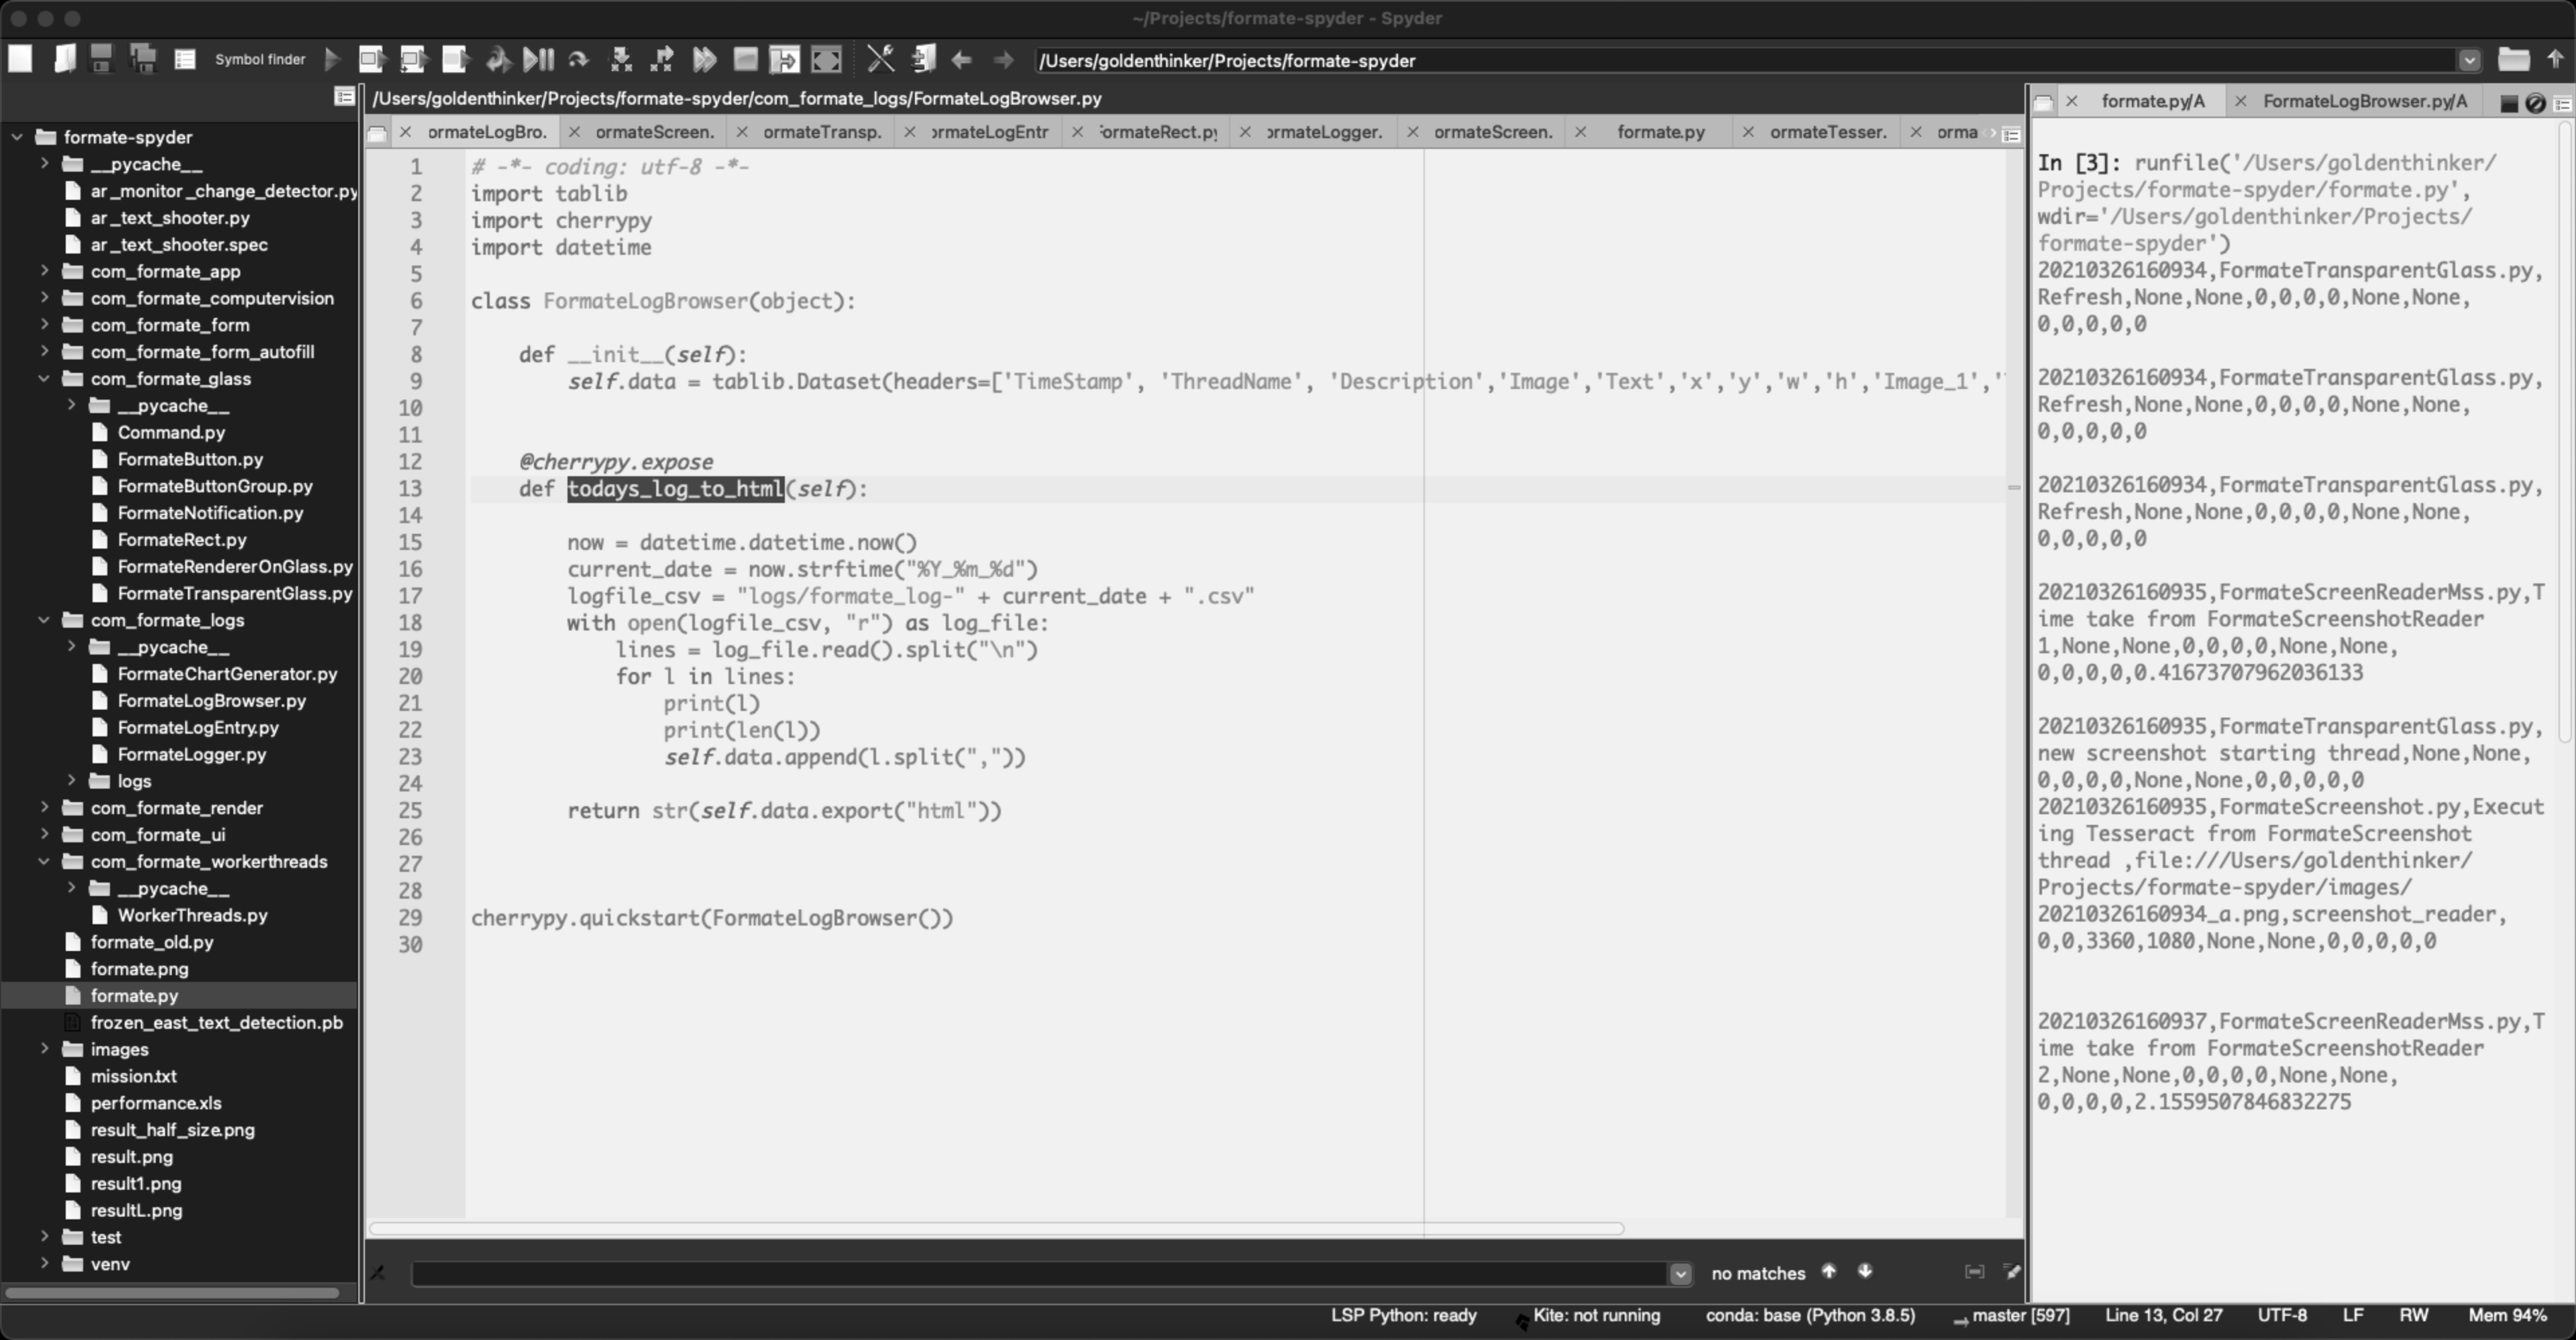 ~/Projects/formate-spyder - Spyder
Symbol finder
/Users/goldenthinker/Projects/formate-spyder
formate-spyder
__pycache__
ar_monitor_change_detector.py
ar_text_shooter.py
ar_text_shooter.spec
com_formate_app
com_formate_computervision
com_formate_form
com_formate_form_autofill
com_formate_glass
__pycache__
Command.py
FormateButton.py
FormateButtonGroup.py
FormateNotification.py
FormateRect.py
FormateRendererOnGlass.py
FormateTransparentGlass.py
com_formate_logs
__pycache__
FormateChartGenerator.py
FormateLogBrowser.py
FormateLogEntry.py
FormateLogger.py
logs
com_formate_render
com_formate_ui
com_formate_workerthreads
__pycache__
WorkerThreads.py
formate_old.py
formate.png
formate.py
frozen_east_text_detection.pb
images
mission.txt
performance.xls
result_half_size.png
result.png
result1.png
resultL.png
test
venv
/Users/goldenthinker/Projects/formate-spyder/com_formate_logs/FormateLogBrowser.py
ormateLogBro. ormateScreen. ormateTransp. ormateLogEntr ormateRect.py ormateLogger. ormateScreen. formate.py ormateTesser. orma
1 # -*- coding: utf-8 -*-
2 import tablib
3 import cherrypy
4 import datetime
5
6 class FormateLogBrowser(object):
7
8     def __init__(self):
9         self.data = tablib.Dataset(headers=['TimeStamp', 'ThreadName', 'Description','Image','Text','x','y','w','h','Image_1','
10
11
12     @cherrypy.expose
13     def todays_log_to_html(self):
14
15         now = datetime.datetime.now()
16         current_date = now.strftime("%Y_%m_%d")
17         logfile_csv = "logs/formate_log-" + current_date + ".csv"
18         with open(logfile_csv, "r") as log_file:
19             lines = log_file.read().split("\n")
20             for l in lines:
21                 print(l)
22                 print(len(l))
23                 self.data.append(l.split(","))
24
25         return str(self.data.export("html"))
26
27
28
29 cherrypy.quickstart(FormateLogBrowser())
30
no matches
formate.py/A FormateLogBrowser.py/A
In [3]: runfile('/Users/goldenthinker/
Projects/formate-spyder/formate.py',
wdir='/Users/goldenthinker/Projects/
formate-spyder')
20210326160934,FormateTransparentGlass.py,
Refresh,None,None,0,0,0,0,None,None,
0,0,0,0,0
20210326160934,FormateTransparentGlass.py,
Refresh,None,None,0,0,0,0,None,None,
0,0,0,0,0
20210326160934,FormateTransparentGlass.py,
Refresh,None,None,0,0,0,0,None,None,
0,0,0,0,0
20210326160935,FormateScreenReaderMss.py,T
ime take from FormateScreenshotReader
1,None,None,0,0,0,0,None,None,
0,0,0,0,0.41673707962036133
20210326160935,FormateTransparentGlass.py,
new screenshot starting thread,None,None,
0,0,0,0,None,None,0,0,0,0,0
20210326160935,FormateScreenshot.py,Execut
ing Tesseract from FormateScreenshot
thread ,file:///Users/goldenthinker/
Projects/formate-spyder/images/
20210326160934_a.png,screenshot_reader,
0,0,3360,1080,None,None,0,0,0,0,0
20210326160937,FormateScreenReaderMss.py,T
ime take from FormateScreenshotReader
2,None,None,0,0,0,0,None,None,
0,0,0,0,2.1559507846832275
LSP Python: ready Kite: not running conda: base (Python 3.8.5) master [597] Line 13, Col 27 UTF-8 LF RW Mem 94%